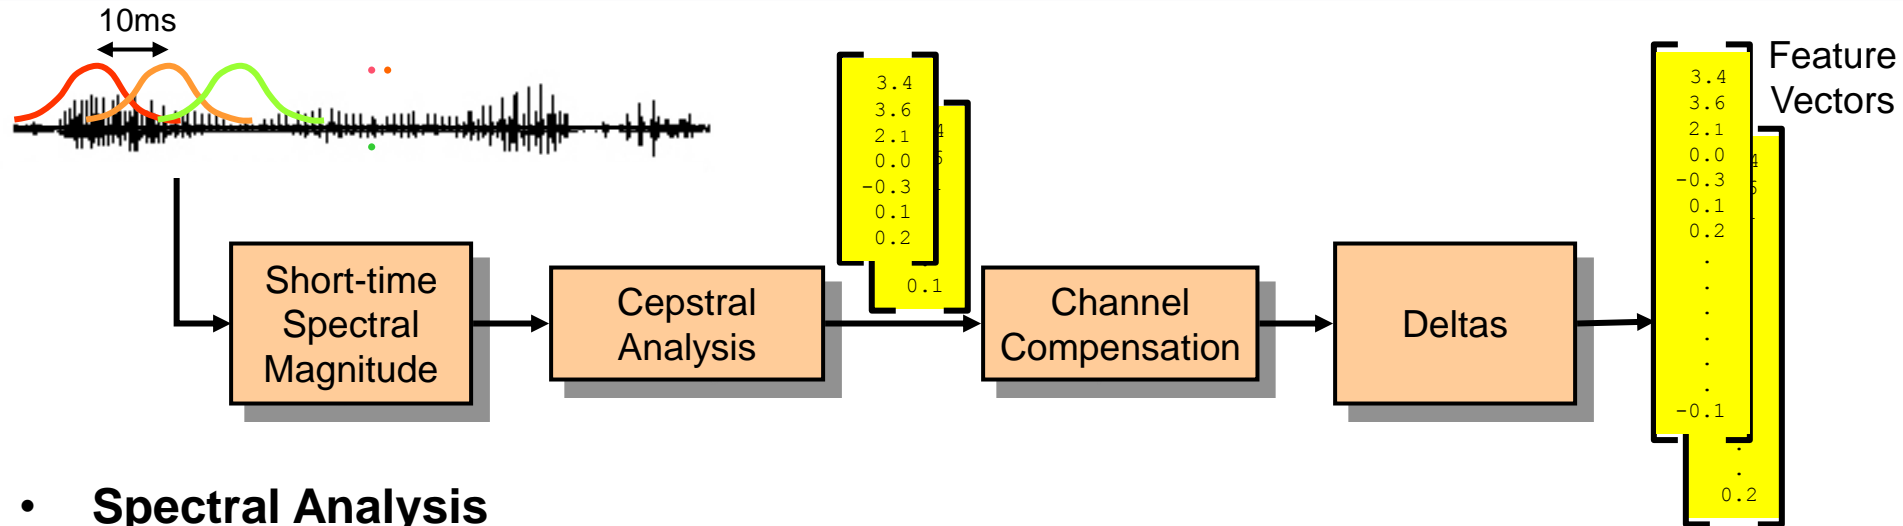 10ms
3.4
3.6
2.1
0.0
-0.3
0.1
0.2
0.1
Short-time
Spectral
Magnitude
Cepstral
Analysis
Channel
Compensation
Deltas
Feature
Vectors
3.4
3.6
2.1
0.0
-0.3
0.1
0.2
.
.
.
.
.
.
-0.1
.
.
0.2
• Spectral Analysis